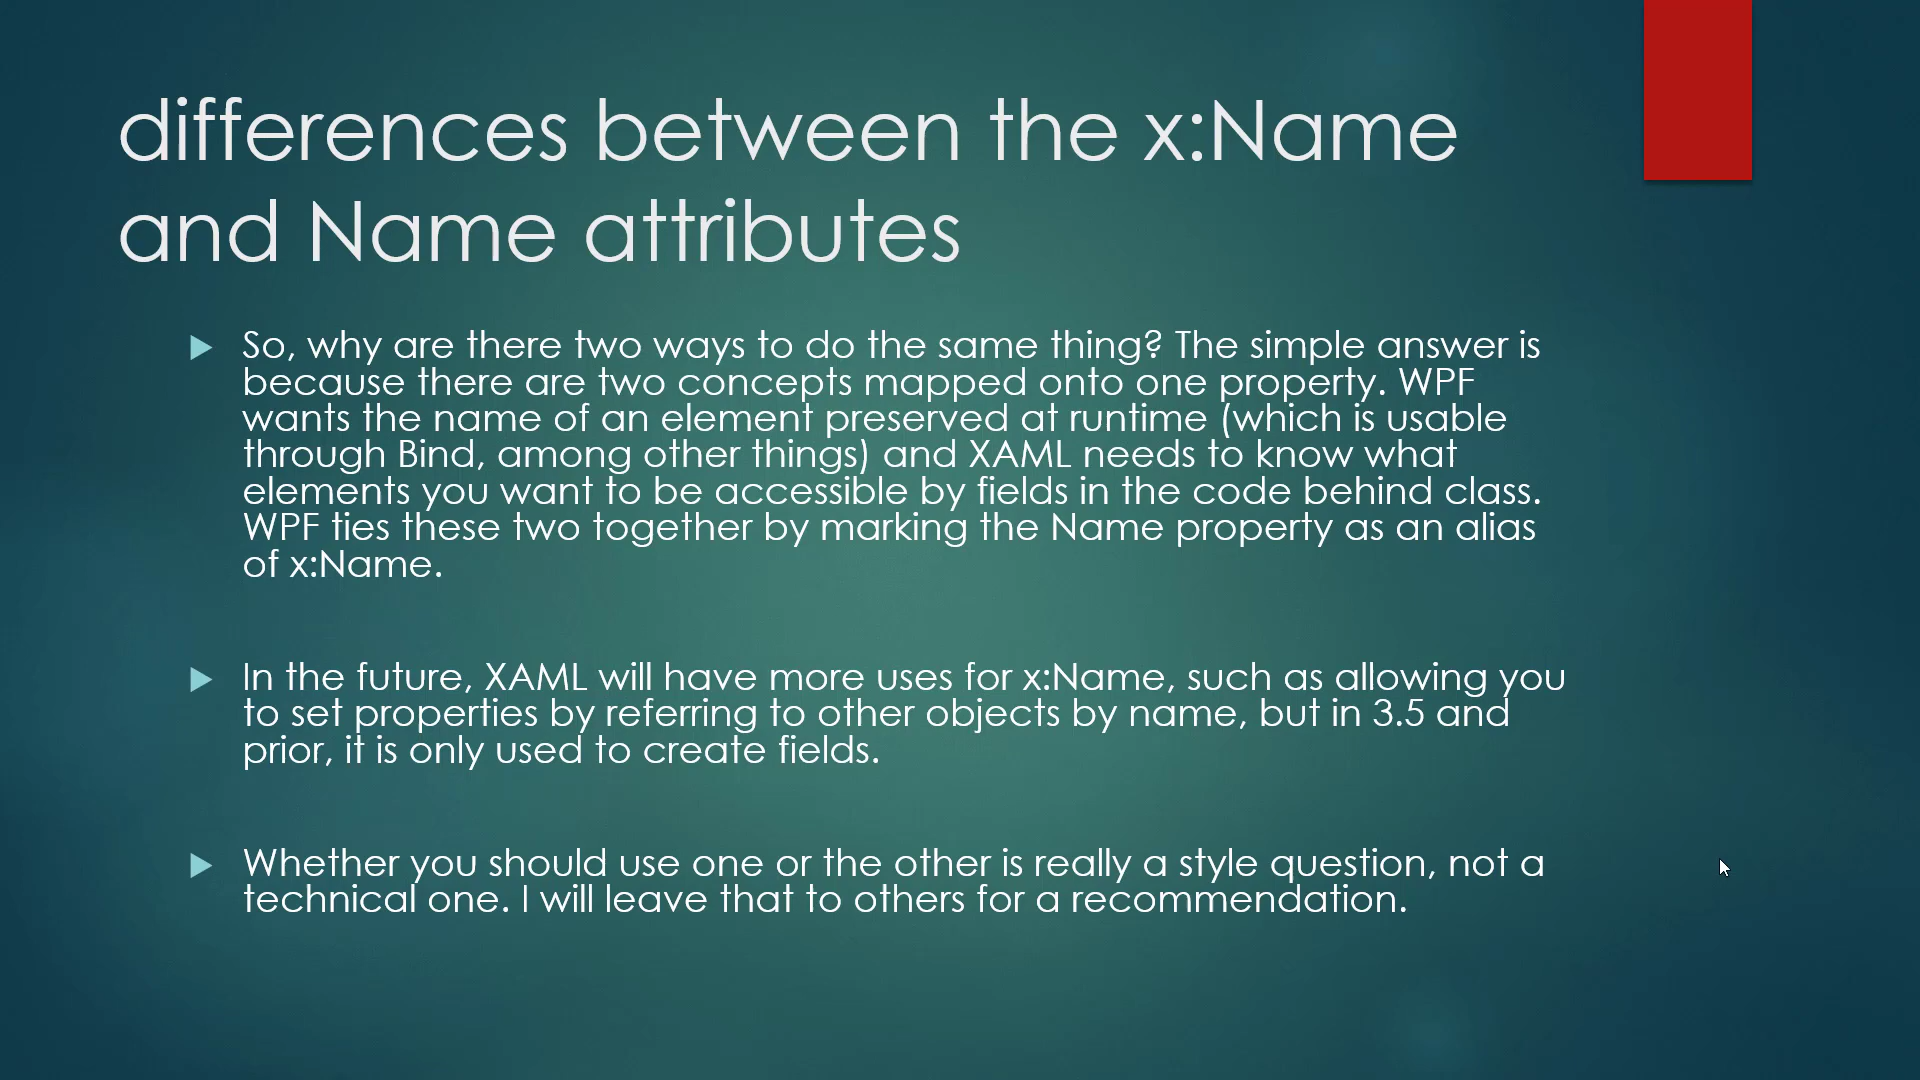 differences between the x:Name
and Name attributes
So, why are there two ways to do the same thing? The simple answer is
because there are two concepts mapped onto one property. WPF
wants the name of an element preserved at runtime (which is usable
through Bind, among other things) and XAML needs to know what
elements you want to be accessible by fields in the code behind class.
WPF ties these two together by marking the Name property as an alias
of x:Name.
In the future, XAML will have more uses for x:Name, such as allowing you
to set properties by referring to other objects by name, but in 3.5 and
prior, it is only used to create fields.
Whether you should use one or the other is really a style question, not a
technical one. I will leave that to others for a recommendation.